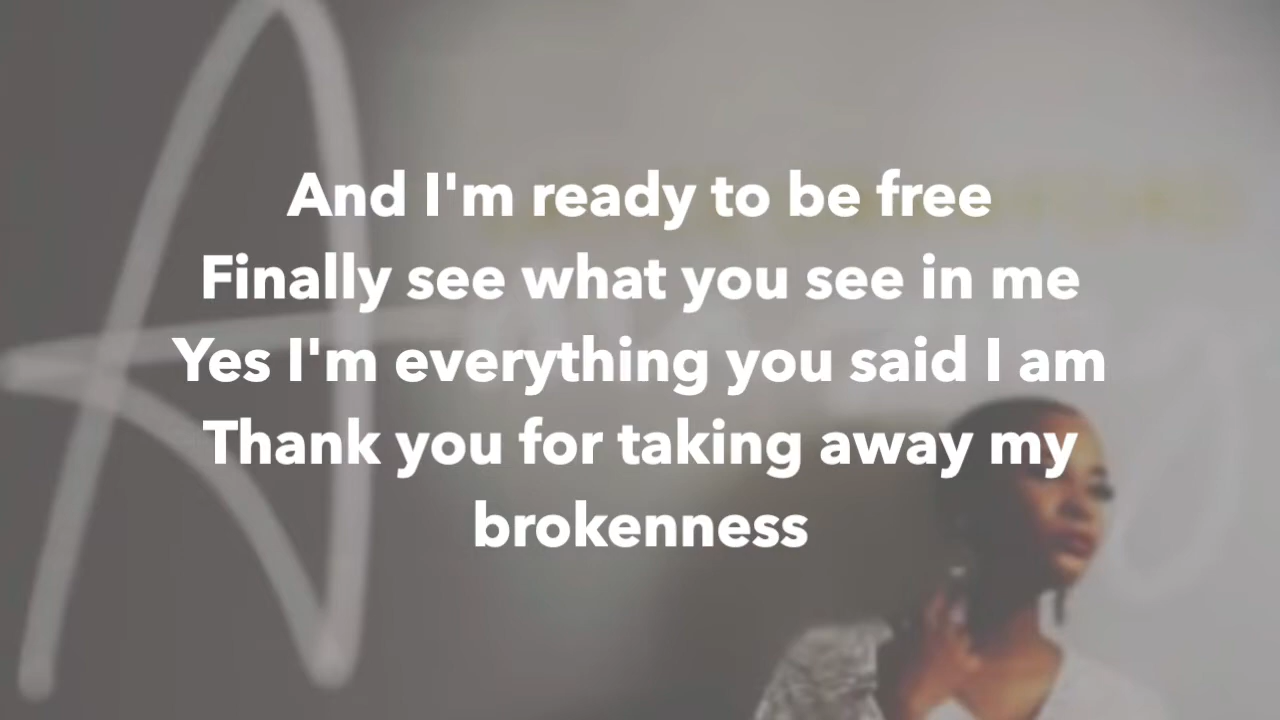 And I'm ready to be free
Finally see what you see in me
Yes I'm everything you said I am
Thank you for taking away my
brokenness